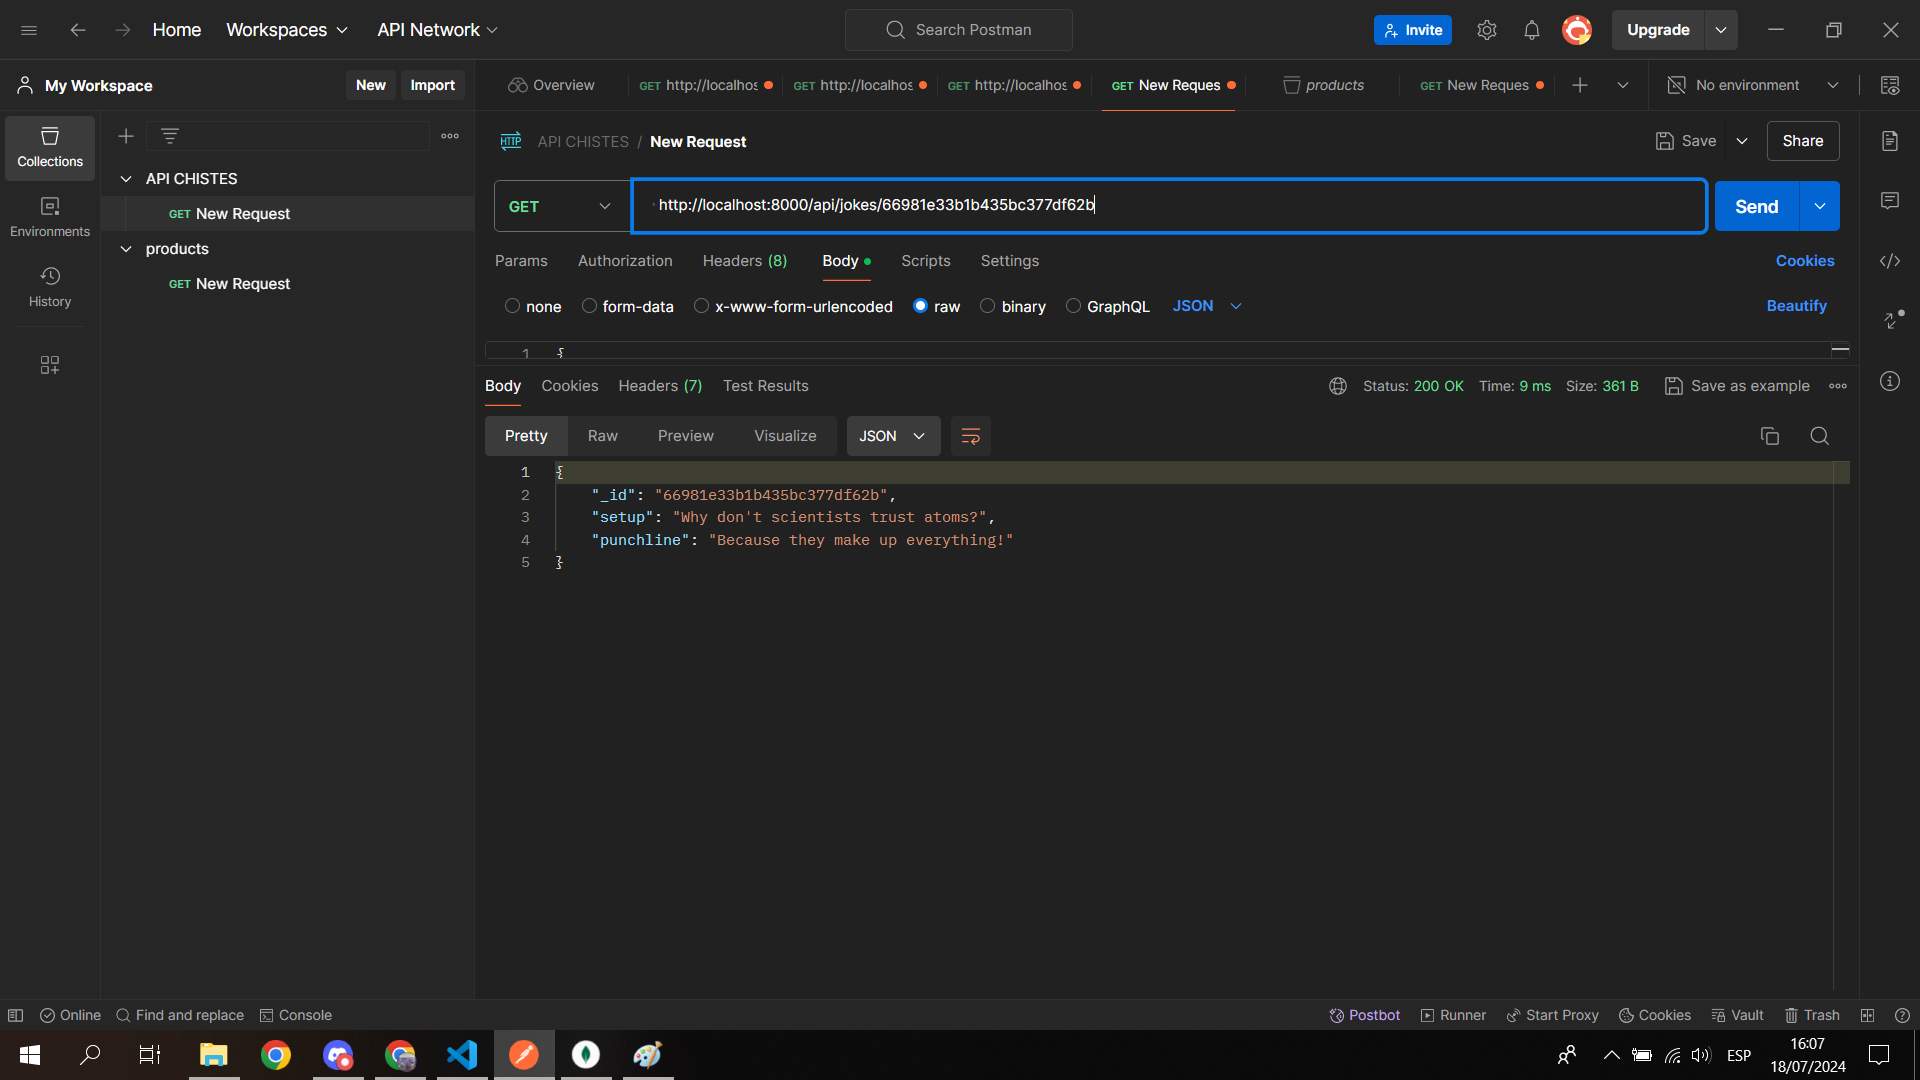 Home Workspaces API Network Search Postman Invite Upgrade
My Workspace New Import Overview GET http://localhos GET http://localhos GET http://localhos GET New Reques products GET New Reques No environment
Collections
Environments
History
API CHISTES
GET New Request
products
GET New Request
HTTP API CHISTES / New Request Save Share
GET http://localhost:8000/api/jokes/66981e33b1b435bc377df62b Send
Params Authorization Headers (8) Body Scripts Settings Cookies
none form-data x-www-form-urlencoded raw binary GraphQL JSON Beautify
1 {
Body Cookies Headers (7) Test Results Status: 200 OK Time: 9 ms Size: 361 B Save as example
Pretty Raw Preview Visualize JSON
1 {
2 "_id": "66981e33b1b435bc377df62b",
3 "setup": "Why don't scientists trust atoms?",
4 "punchline": "Because they make up everything!"
5 }
Online Find and replace Console Postbot Runner Start Proxy Cookies Vault Trash
ESP 16:07
18/07/2024